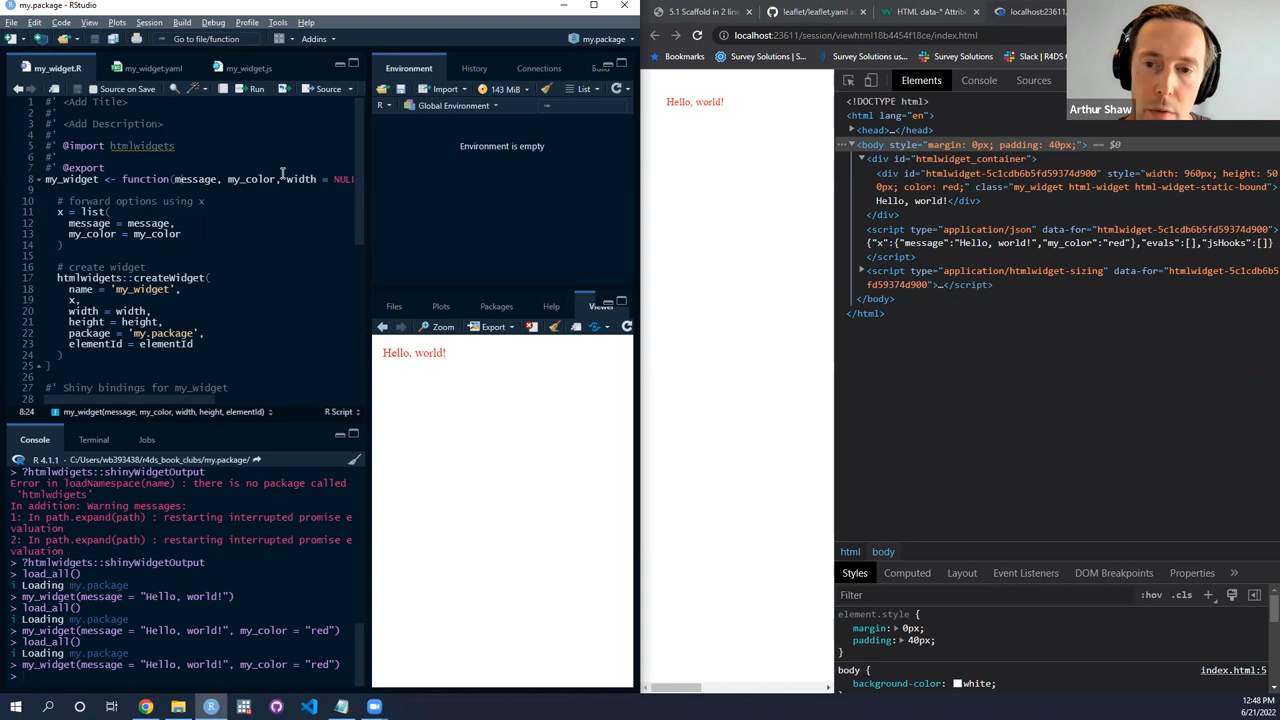 my.package - RStudio
File Edit Code View Plots Session Build Debug Profile Tools Help
Go to file/function Addins my.package
my_widget.R my_widget.yaml my_widget.js
Source on Save Run Source
1 #' <Add Title>
2 #'
3 #' <Add Description>
4 #'
5 #' @import htmlwidgets
6 #'
7 #' @export
8 my_widget <- function(message, my_color, width = NULL
9
10 # forward options using x
11 x = list(
12 message = message,
13 my_color = my_color
14 )
15
16 # create widget
17 htmlwidgets::createWidget(
18 name = 'my_widget',
19 x,
20 width = width,
21 height = height,
22 package = 'my.package',
23 elementId = elementId
24 )
25 }
26
27 #' Shiny bindings for my_widget
28
8:24 my_widget(message, my_color, width, height, elementId) R Script
Console Terminal Jobs
R 4.1.1 · C:/Users/wb393438/r4ds_book_clubs/my.package/
> ?htmlwdigets::shinyWidgetOutput
Error in loadNamespace(name) : there is no package called
'htmlwdigets'
In addition: Warning messages:
1: In path.expand(path) : restarting interrupted promise e
valuation
2: In path.expand(path) : restarting interrupted promise e
valuation
> ?htmlwidgets::shinyWidgetOutput
> load_all()
i Loading my.package
> my_widget(message = "Hello, world!")
> load_all()
i Loading my.package
> my_widget(message = "Hello, world!", my_color = "red")
> load_all()
i Loading my.package
> my_widget(message = "Hello, world!", my_color = "red")
>
Environment History Connections Build
Import 143 MiB List
R Global Environment
Environment is empty
Files Plots Packages Help Viewer
Zoom Export
Hello, world!
5.1 Scaffold in 2 line leaflet/leaflet.yaml a HTML data-* Attribute localhost:23611/
localhost:23611/session/viewhtml18b4454f18ce/index.html
Bookmarks Survey Solutions |... Survey Solutions us... Slack | R4DS O
Hello, world!
Elements Console Sources
<!DOCTYPE html>
<html lang="en">
<head>…</head>
<body style="margin: 0px; padding: 40px;"> == $0
<div id="htmlwidget_container">
<div id="htmlwidget-5c1cdb6b5fd59374d900" style="width: 960px; height: 50
0px; color: red;" class="my_widget html-widget html-widget-static-bound">
Hello, world!</div>
</div>
<script type="application/json" data-for="htmlwidget-5c1cdb6b5fd59374d900">
{"x":{"message":"Hello, world!","my_color":"red"},"evals":[],"jsHooks":[]}
</script>
<script type="application/htmlwidget-sizing" data-for="htmlwidget-5c1cdb6b5
fd59374d900">…</script>
</body>
</html>
html body
Styles Computed Layout Event Listeners DOM Breakpoints Properties
Filter :hov .cls
element.style {
margin: 0px;
padding: 40px;
}
body { index.html:5
background-color: white;
Arthur Shaw
12:48 PM
6/21/2022